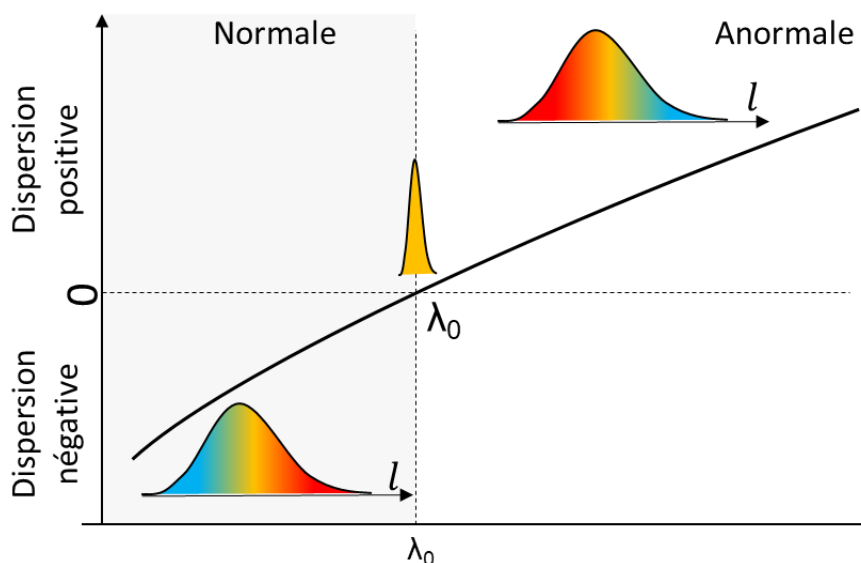 Normale
Anormale
Dispersion
positive
l
0
λ₀
Dispersion
négative
l
λ₀